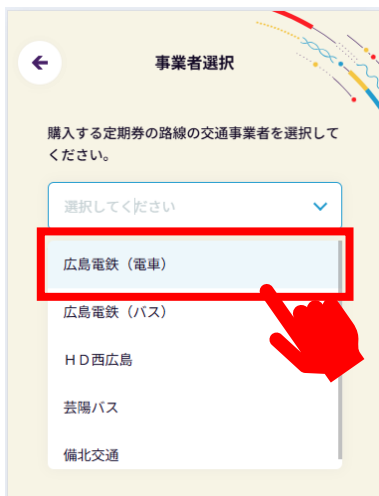 事業者選択
購入する定期券の路線の交通事業者を選択して
ください。
選択してください
広島電鉄（電車）
広島電鉄（バス）
ＨＤ西広島
芸陽バス
備北交通